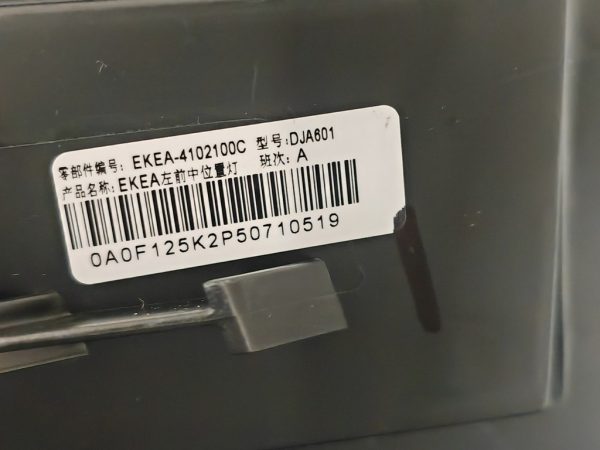 零部件编号: EKEA-4102100C 型号:DJA601
产品名称:EKEA左前中位置灯 班次: A
0A0F125K2P50710519